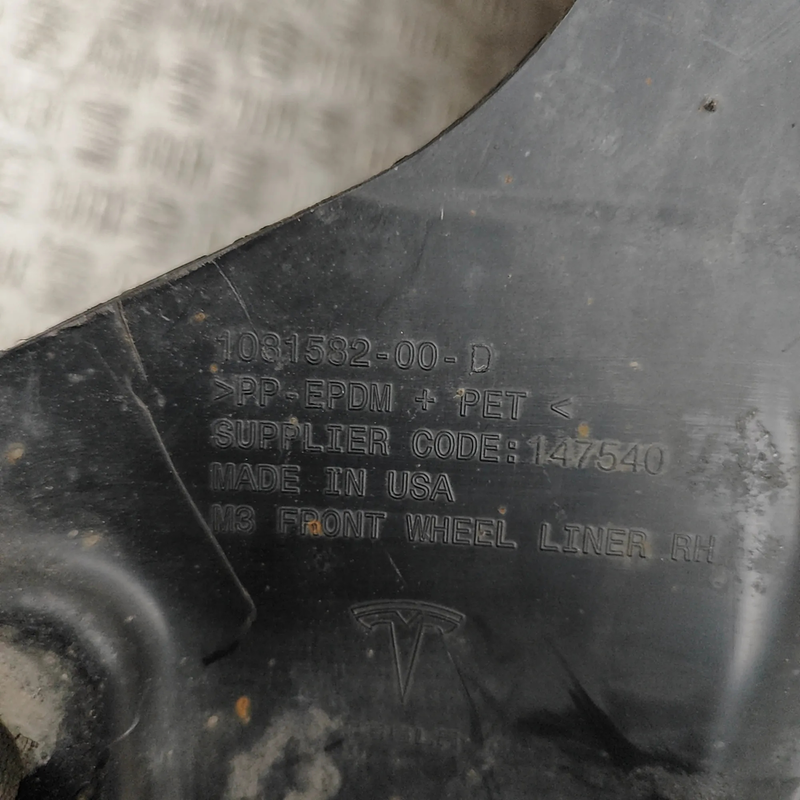 1081582-00-D
>PP-EPDM + PET <
SUPPLIER CODE:147540
MADE IN USA
M3 FRONT WHEEL LINER RH